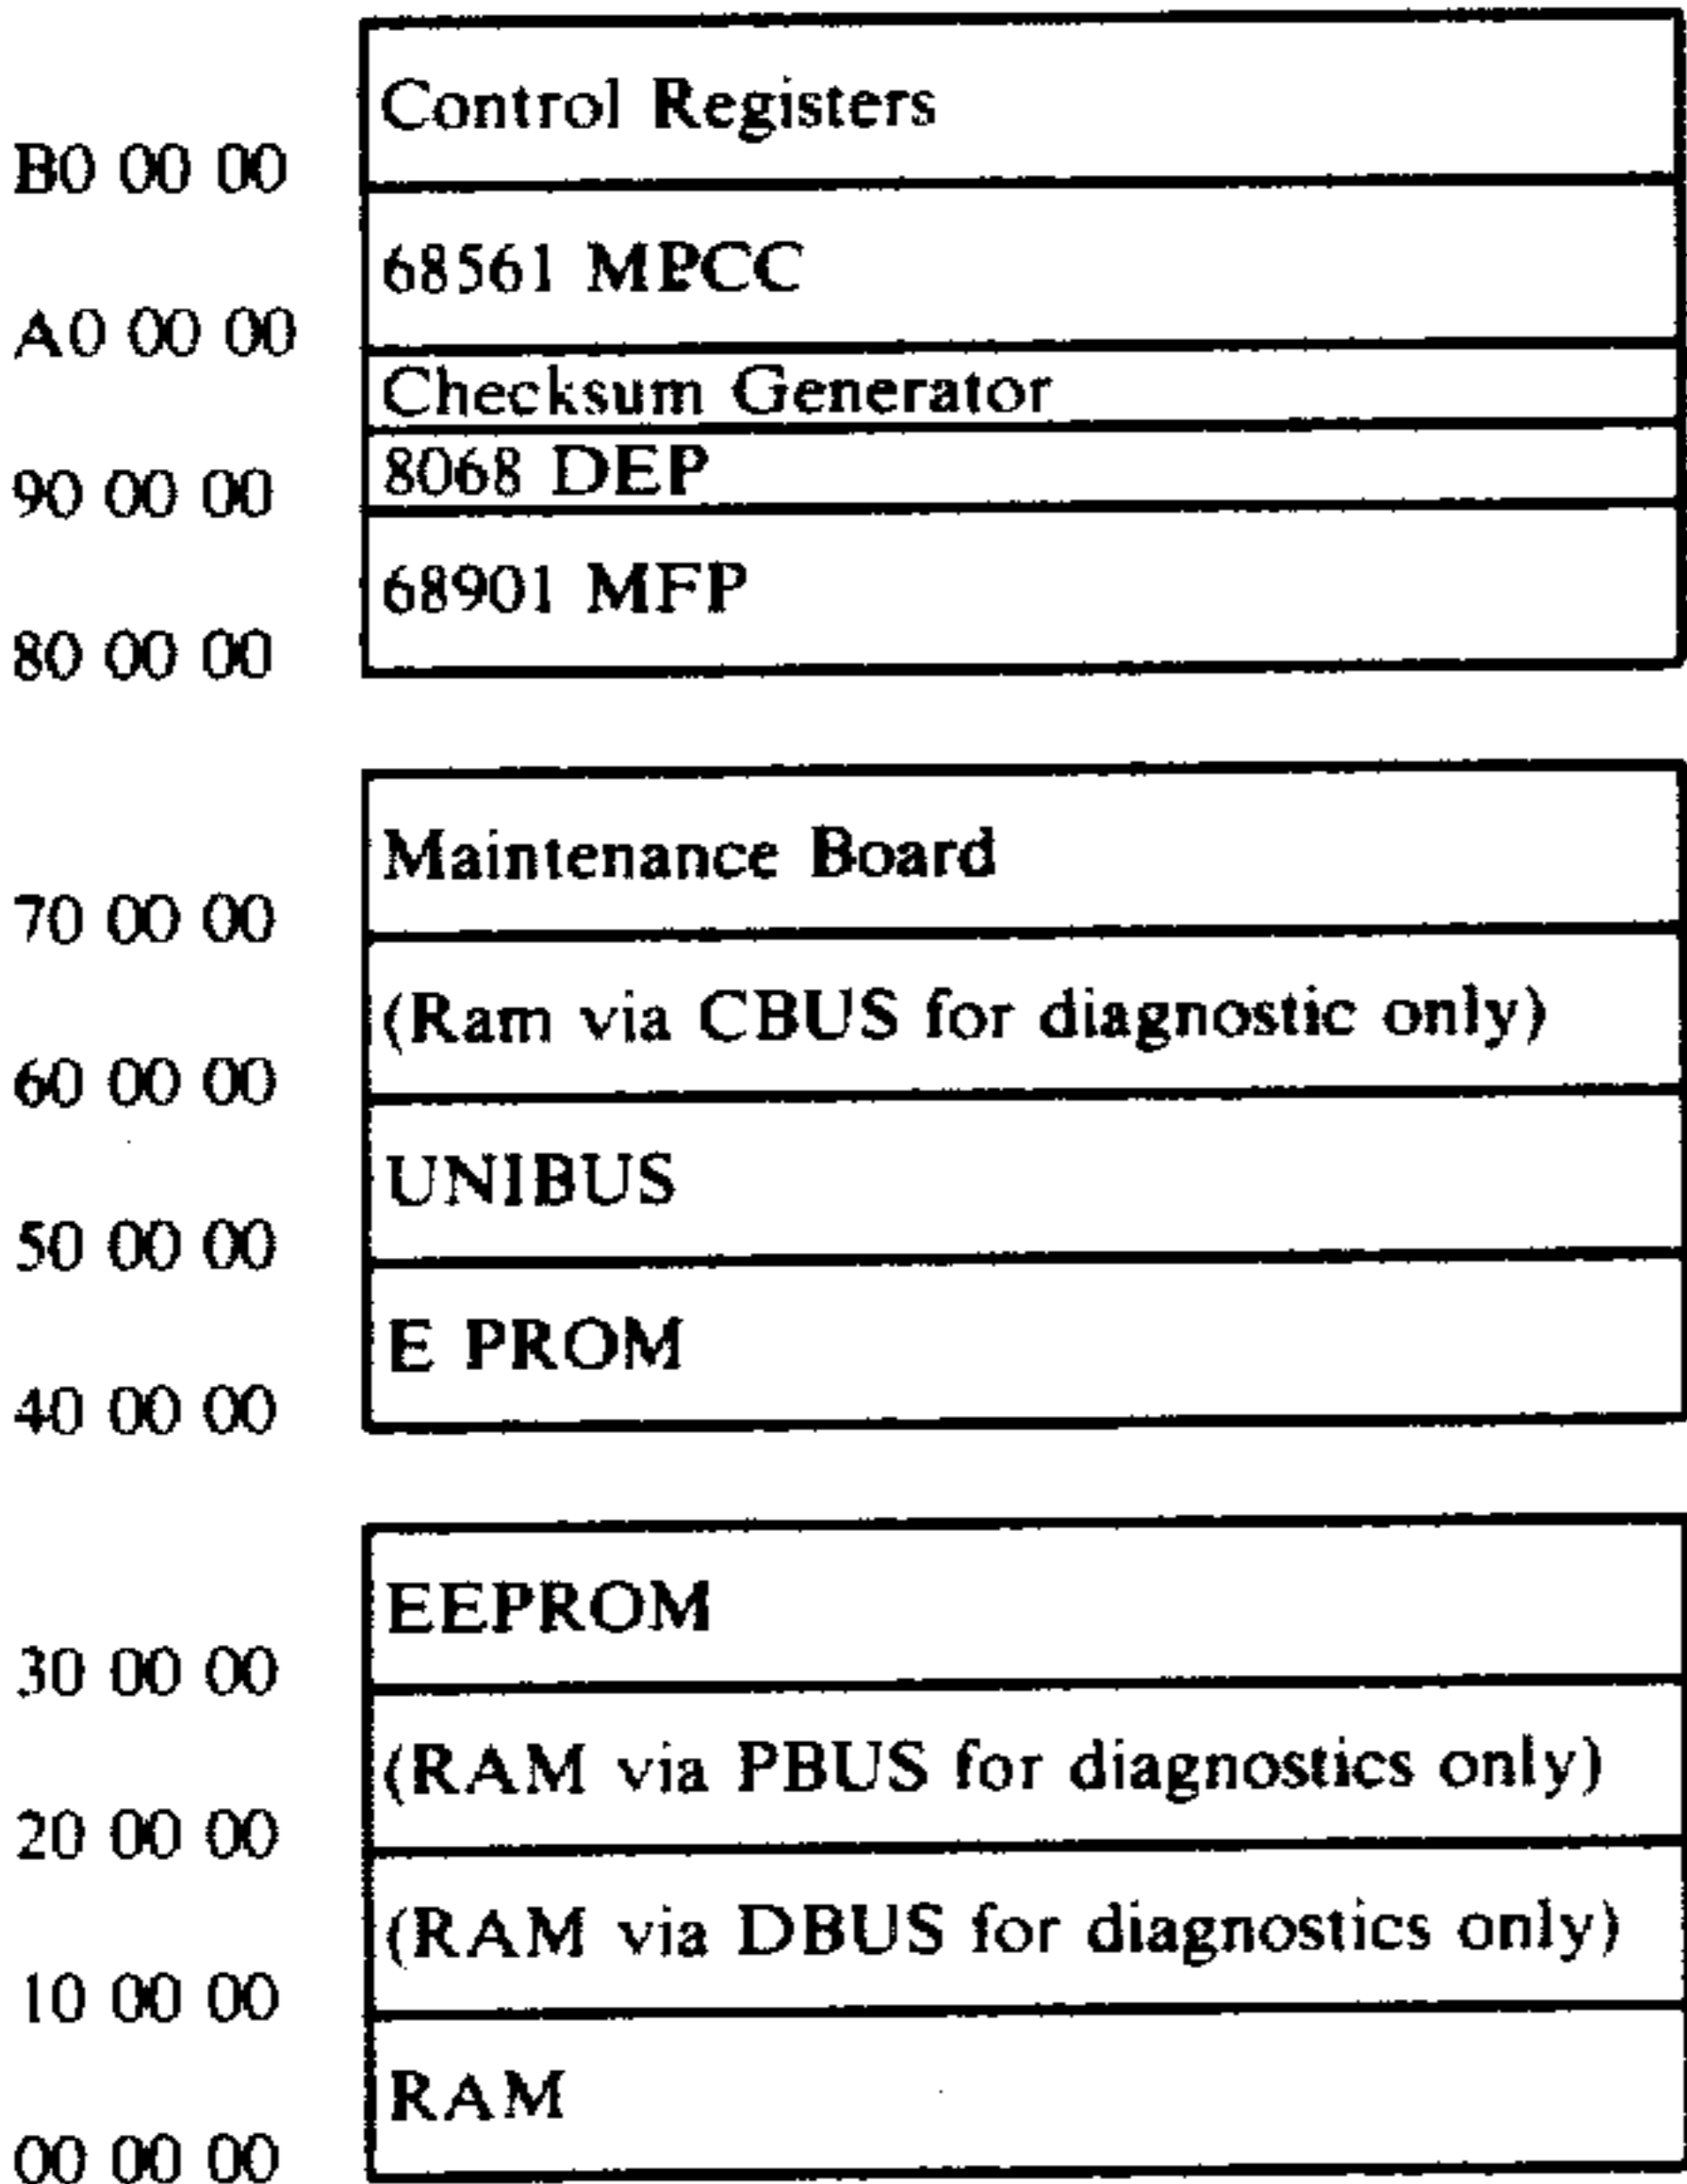 Control Registers
B0 00 00
68561 MPCC
A0 00 00
Checksum Generator
8068 DEP
90 00 00
68901 MFP
80 00 00
Maintenance Board
70 00 00
(Ram via CBUS for diagnostic only)
60 00 00
UNIBUS
50 00 00
E PROM
40 00 00
EEPROM
30 00 00
(RAM via PBUS for diagnostics only)
20 00 00
(RAM via DBUS for diagnostics only)
10 00 00
RAM
00 00 00